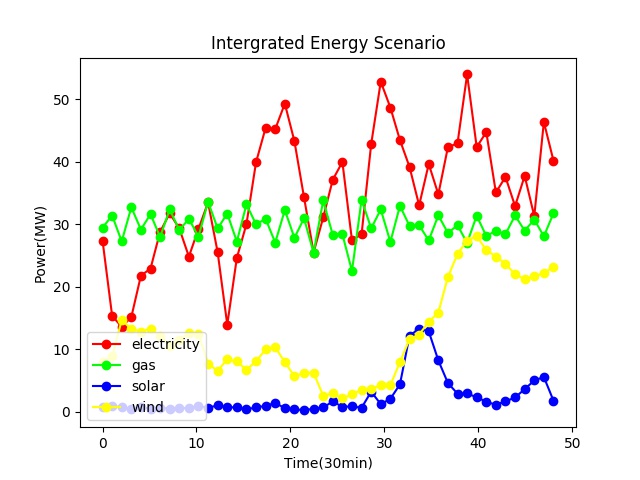 Intergrated Energy Scenario
Power(MW)
50
40
30
20
10
0
electricity
gas
solar
wind
0 10 20 30 40 50
Time(30min)